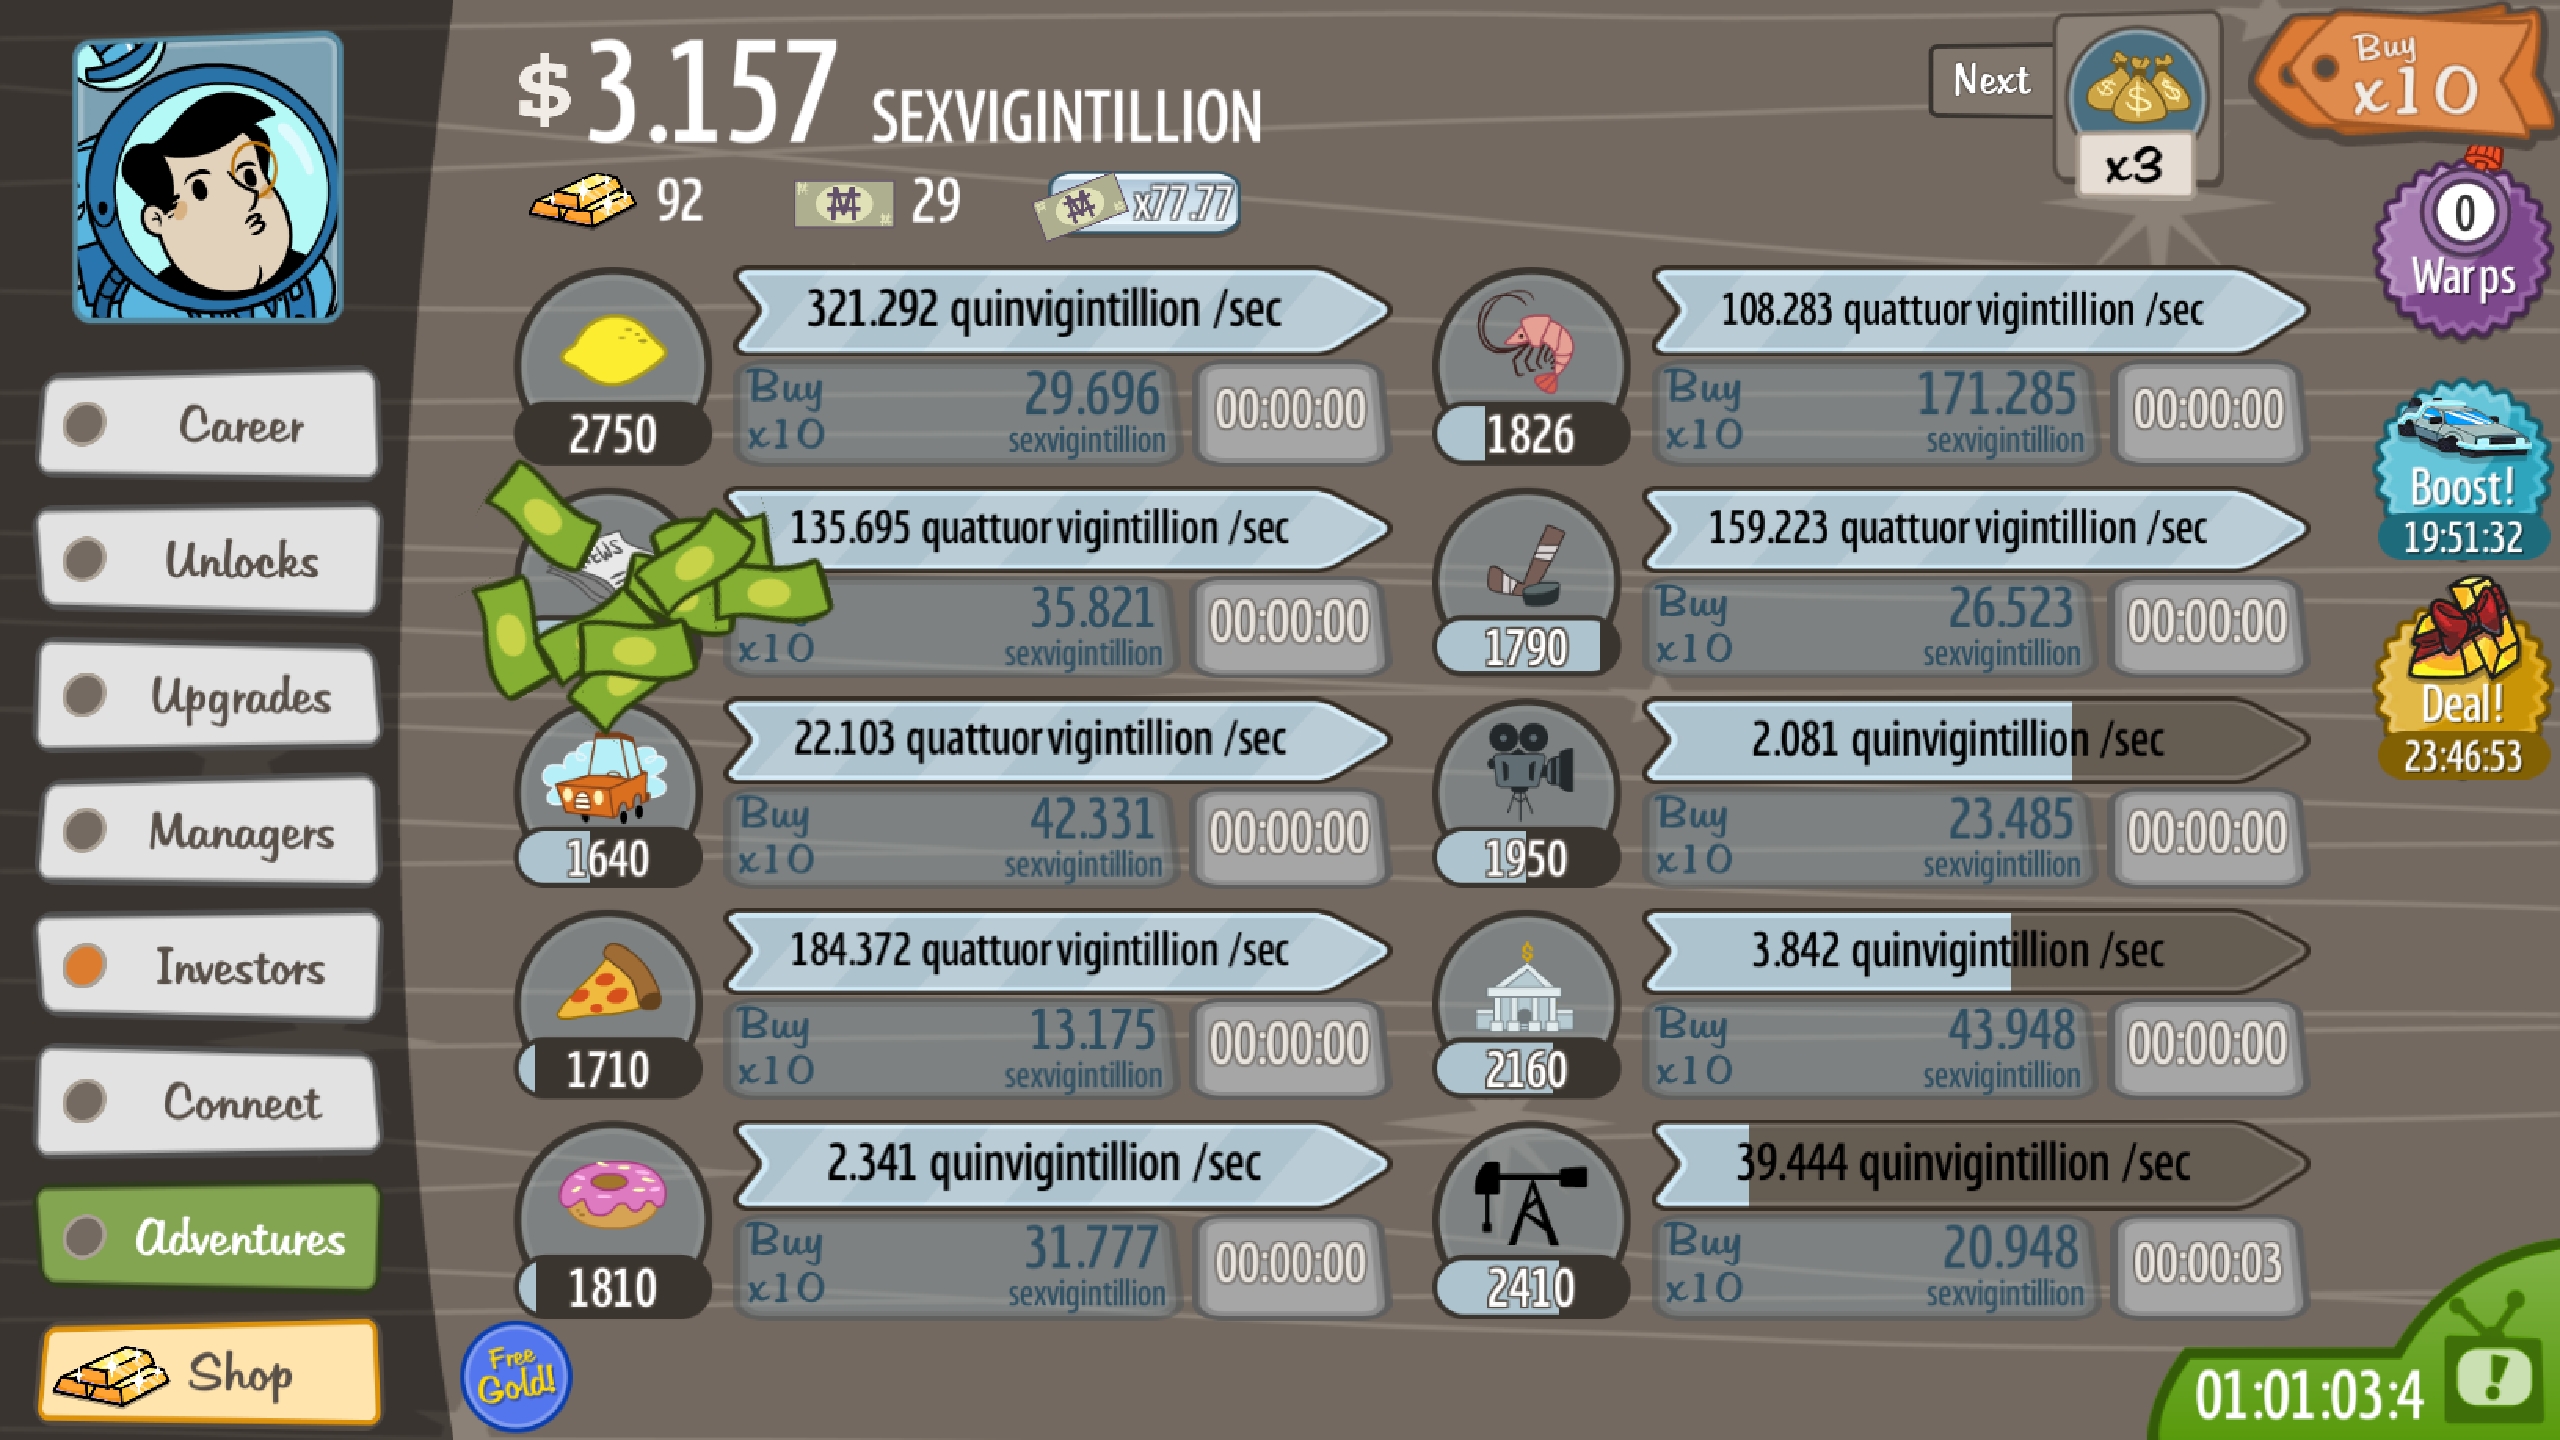 $3.157 SEXVIGINTILLION
92
29
x77.77
Next
x3
Buy
x10
0
Warps
Boost!
19:51:32
Deal!
23:46:53
Career
Unlocks
Upgrades
Managers
Investors
Connect
Adventures
Shop
321.292 quinvigintillion /sec
Buy
x10
29.696
sexvigintillion
00:00:00
2750
135.695 quattuorvigintillion /sec
x10
35.821
sexvigintillion
00:00:00
22.103 quattuorvigintillion /sec
Buy
x10
42.331
sexvigintillion
00:00:00
1640
184.372 quattuorvigintillion /sec
Buy
x10
13.175
sexvigintillion
00:00:00
1710
2.341 quinvigintillion /sec
Buy
x10
31.777
sexvigintillion
00:00:00
1810
108.283 quattuorvigintillion /sec
Buy
x10
171.285
sexvigintillion
00:00:00
1826
159.223 quattuorvigintillion /sec
Buy
x10
26.523
sexvigintillion
00:00:00
1790
2.081 quinvigintillion /sec
Buy
x10
23.485
sexvigintillion
00:00:00
1950
3.842 quinvigintillion /sec
Buy
x10
43.948
sexvigintillion
00:00:00
2160
39.444 quinvigintillion /sec
Buy
x10
20.948
sexvigintillion
00:00:03
2410
Free
Gold!
01:01:03:4